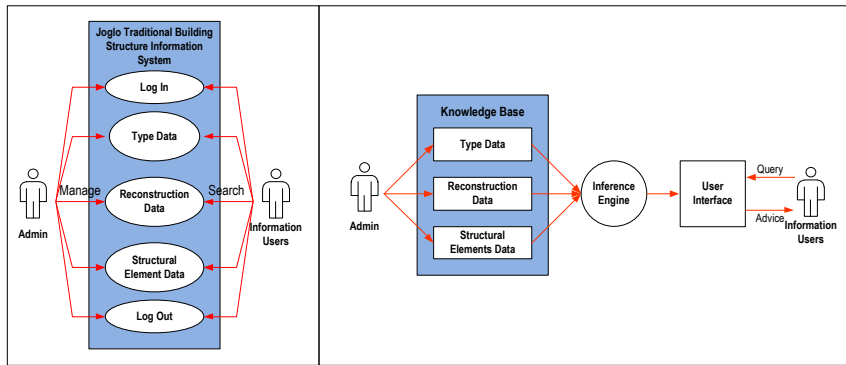 Joglo Traditional Building
Structure Information
System
Log In
Type Data
Manage
Reconstruction
Data
Search
Admin
Information
Users
Structural
Element Data
Log Out
Knowledge Base
Type Data
Reconstruction
Data
Structural
Elements Data
Admin
Inference
Engine
User
Interface
Query
Advice
Information
Users